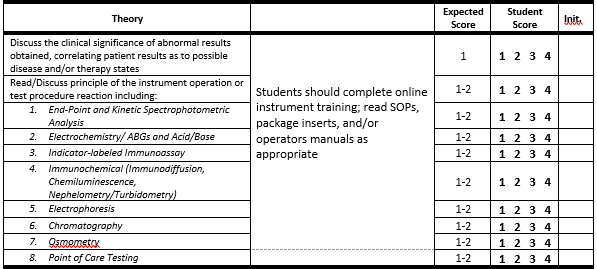 Theory
Expected
Score
Student
Score
Init.
Discuss the clinical significance of abnormal results
obtained, correlating patient results as to possible
disease and/or therapy states
1
1 2 3 4
Students should complete online
instrument training; read SOPs,
package inserts, and/or
operators manuals as
appropriate
Read/Discuss principle of the instrument operation or
test procedure reaction including:
1-2
1 2 3 4
1. End-Point and Kinetic Spectrophotometric
Analysis
1-2
1 2 3 4
2. Electrochemistry/ ABGs and Acid/Base
1-2
1 2 3 4
3. Indicator-labeled Immunoassay
1-2
1 2 3 4
4. Immunochemical (Immunodiffusion,
Chemiluminescence,
Nephelometry/Turbidometry)
1-2
1 2 3 4
5. Electrophoresis
1-2
1 2 3 4
6. Chromatography
1-2
1 2 3 4
7. Osmometry
1-2
1 2 3 4
8. Point of Care Testing
1-2
1 2 3 4